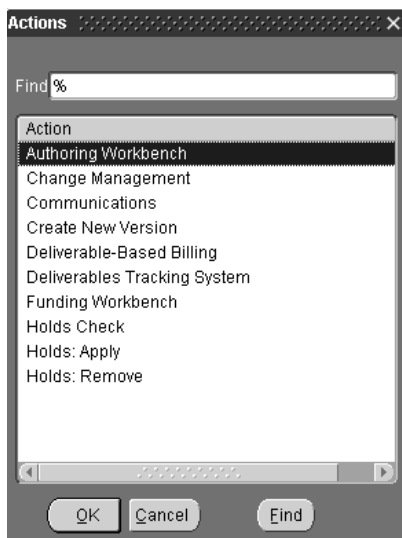 Actions
Find %
Action
Authoring Workbench
Change Management
Communications
Create New Version
Deliverable-Based Billing
Deliverables Tracking System
Funding Workbench
Holds Check
Holds: Apply
Holds: Remove
OK Cancel Find